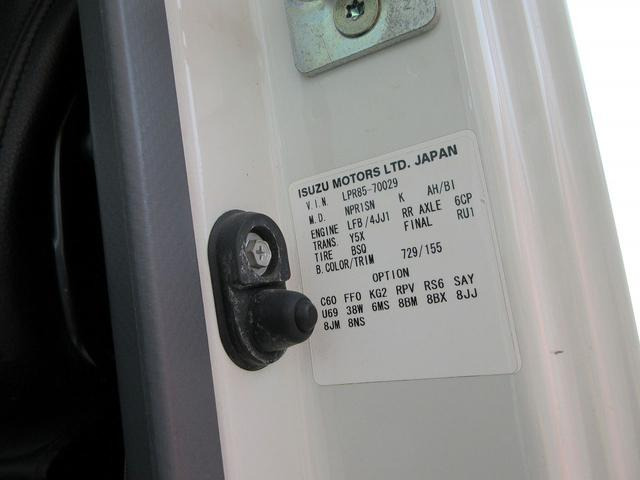 ISUZU MOTORS LTD. JAPAN
V.I.N. LPR85-70029
M.D. NPR1SN K AH/BI
ENGINE LFB/4JJ1 RR AXLE 6CP
TRANS. Y5X FINAL RU1
TIRE BSQ
B.COLOR/TRIM 729/155
OPTION
C60 FF0 KG2 RPV RS6 SAY
U69 38W 6MS 8BM 8BX 8JJ
8JM 8NS